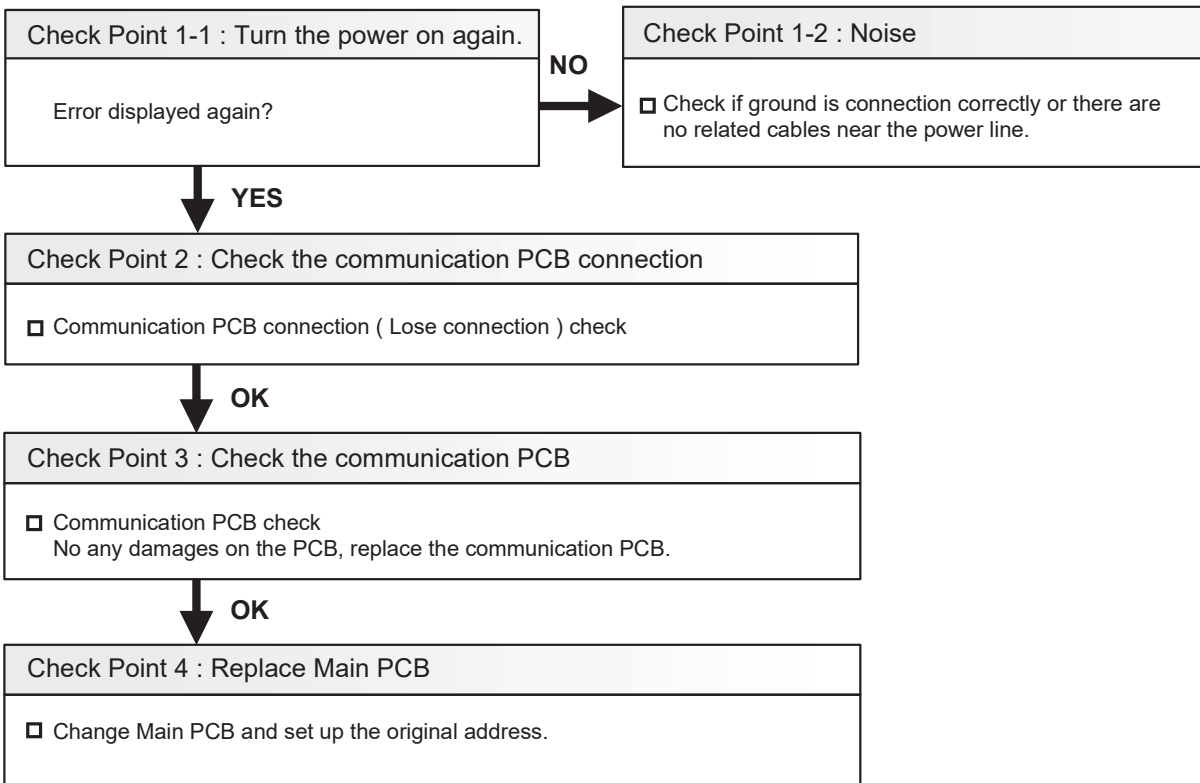 Check Point 1-1 : Turn the power on again.
Error displayed again?
NO
Check Point 1-2 : Noise
Check if ground is connection correctly or there are
no related cables near the power line.
YES
Check Point 2 : Check the communication PCB connection
Communication PCB connection ( Lose connection ) check
OK
Check Point 3 : Check the communication PCB
Communication PCB check
No any damages on the PCB, replace the communication PCB.
OK
Check Point 4 : Replace Main PCB
Change Main PCB and set up the original address.